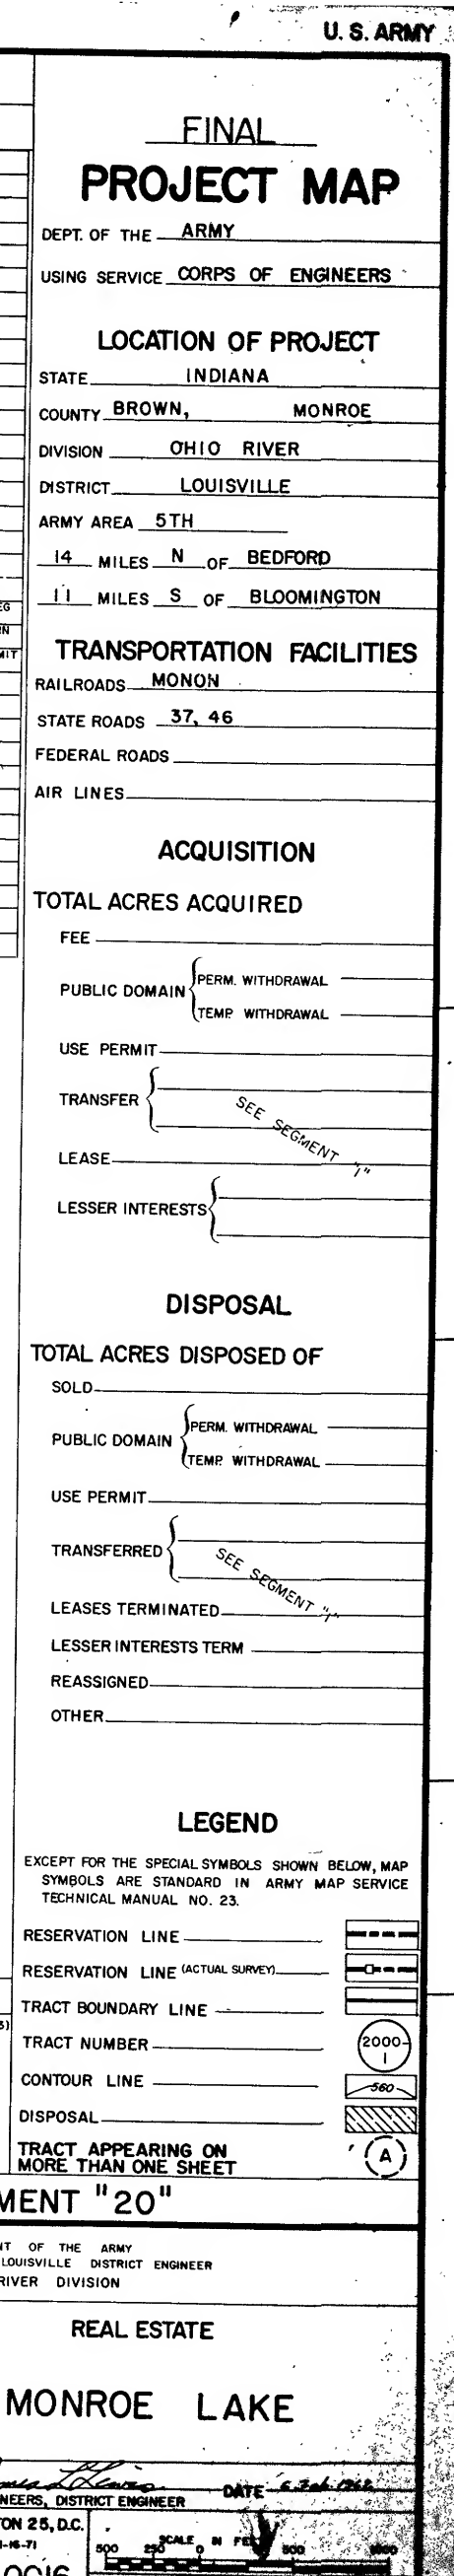 U. S. ARMY
FINAL
PROJECT MAP
DEPT. OF THE ARMY
USING SERVICE CORPS OF ENGINEERS
LOCATION OF PROJECT
STATE INDIANA
COUNTY BROWN, MONROE
DIVISION OHIO RIVER
DISTRICT LOUISVILLE
ARMY AREA 5TH
14 MILES N OF BEDFORD
11 MILES S OF BLOOMINGTON
TRANSPORTATION FACILITIES
RAILROADS MONON
STATE ROADS 37, 46
FEDERAL ROADS
AIR LINES
ACQUISITION
TOTAL ACRES ACQUIRED
FEE
PUBLIC DOMAIN PERM. WITHDRAWAL
TEMP. WITHDRAWAL
USE PERMIT
TRANSFER
SEE SEGMENT "1"
LEASE
LESSER INTERESTS
DISPOSAL
TOTAL ACRES DISPOSED OF
SOLD
PUBLIC DOMAIN PERM. WITHDRAWAL
TEMP. WITHDRAWAL
USE PERMIT
TRANSFERRED
SEE SEGMENT "1"
LEASES TERMINATED
LESSER INTERESTS TERM
REASSIGNED
OTHER
LEGEND
EXCEPT FOR THE SPECIAL SYMBOLS SHOWN BELOW, MAP
SYMBOLS ARE STANDARD IN ARMY MAP SERVICE
TECHNICAL MANUAL NO. 23.
RESERVATION LINE
RESERVATION LINE (ACTUAL SURVEY)
TRACT BOUNDARY LINE
TRACT NUMBER 2000-1
CONTOUR LINE 560
DISPOSAL
TRACT APPEARING ON
MORE THAN ONE SHEET A
MENT "20"
NT OF THE ARMY
LOUISVILLE DISTRICT ENGINEER
RIVER DIVISION
REAL ESTATE
MONROE LAKE
DATE
NEERS, DISTRICT ENGINEER
TON 25, D.C.
1-16-71
SCALE IN FEET
500 250 0 500 1000